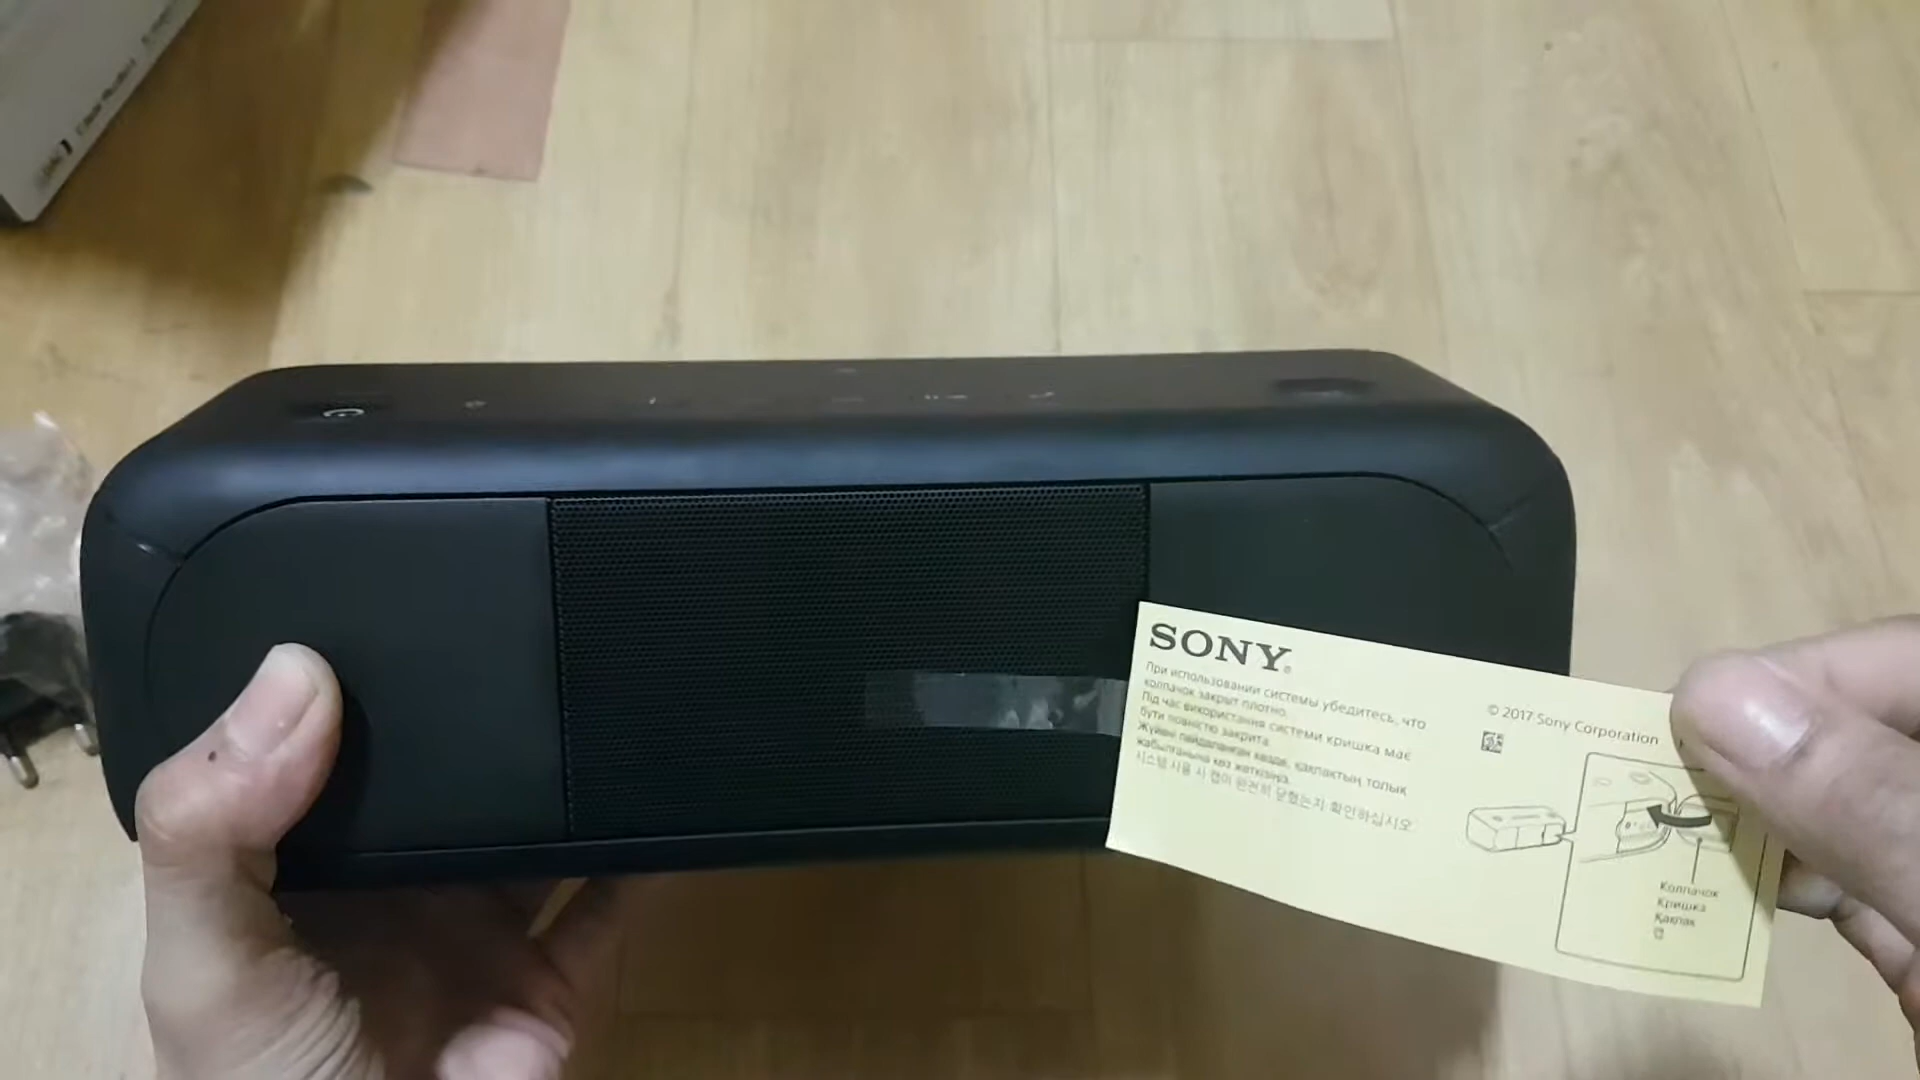 SONY®
При использовании системы убедитесь, что
колпачок закрыт плотно.
Під час використання системи кришка має
бути повністю закрита.
Жүйені пайдаланған кезде, қақпақтың толық
жабылғанына көз жеткізіңіз.
시스템 사용 시 캡이 완전히 닫혔는지 확인하십시오
© 2017 Sony Corporation
Колпачок
Кришка
Қақпақ
캡